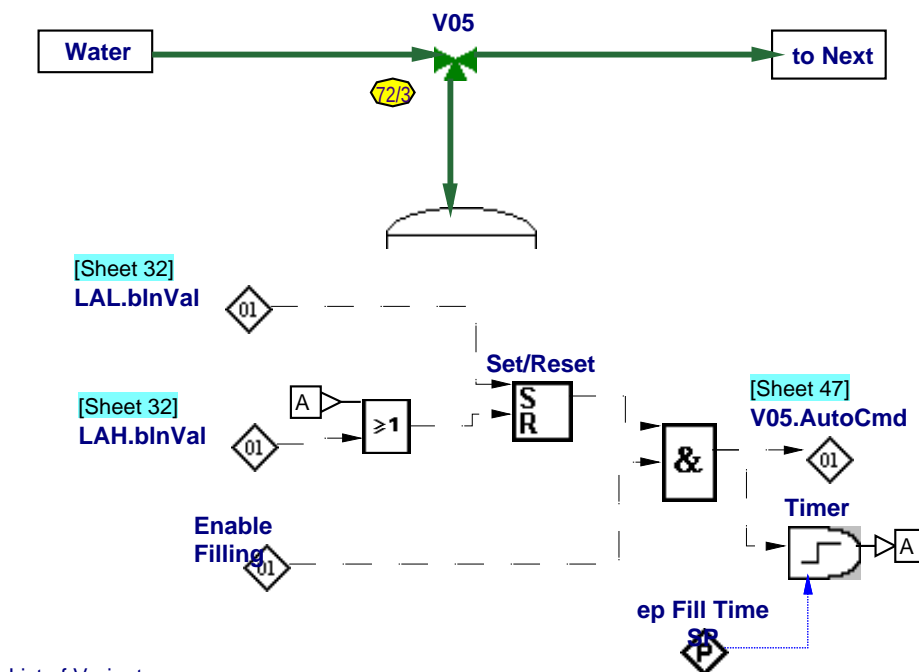 V05
Water
to Next
72/3
[Sheet 32]
LAL.bInVal
01
Set/Reset
S
R
[Sheet 32]
LAH.bInVal
01
A
≥1
[Sheet 47]
V05.AutoCmd
01
&
Enable
Filling
01
Timer
A
ep Fill Time
SP
P